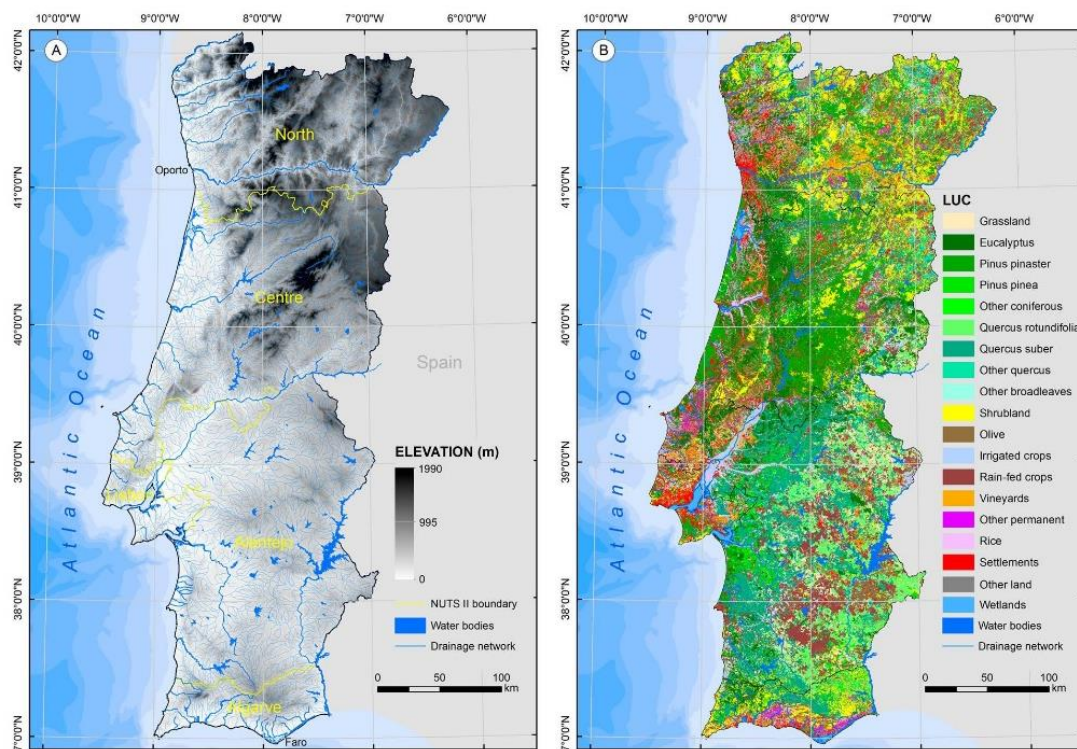 10°0'0"W
9°0'0"W
8°0'0"W
7°0'0"W
6°0'0"W
A
42°0'0"N
41°0'0"N
40°0'0"N
39°0'0"N
38°0'0"N
37°0'0"N
North
Oporto
Centre
Spain
Atlantic Ocean
Lisbon
Alentejo
Algarve
Faro
ELEVATION (m)
1990
995
0
NUTS II boundary
Water bodies
Drainage network
0 50 100
km
10°0'0"W
9°0'0"W
8°0'0"W
7°0'0"W
6°0'0"W
B
42°0'0"N
41°0'0"N
40°0'0"N
39°0'0"N
38°0'0"N
37°0'0"N
Atlantic Ocean
LUC
Grassland
Eucalyptus
Pinus pinaster
Pinus pinea
Other coniferous
Quercus rotundifolia
Quercus suber
Other quercus
Other broadleaves
Shrubland
Olive
Irrigated crops
Rain-fed crops
Vineyards
Other permanent
Rice
Settlements
Other land
Wetlands
Water bodies
Drainage network
0 50 100
km